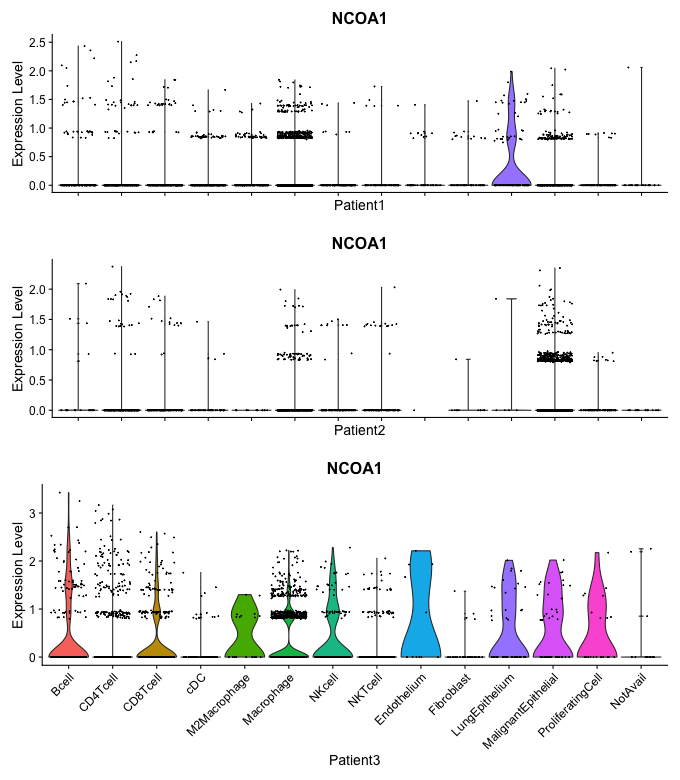 NCOA1
Expression Level
2.5
2.0
1.5
1.0
0.5
0.0
Patient1
NCOA1
Expression Level
2.0
1.5
1.0
0.5
0.0
Patient2
NCOA1
Expression Level
3
2
1
0
Bcell
CD4Tcell
CD8Tcell
cDC
M2Macrophage
Macrophage
NKcell
NKTcell
Endothelium
Fibroblast
LungEpithelium
MalignantEpithelial
ProliferatingCell
NotAvail
Patient3